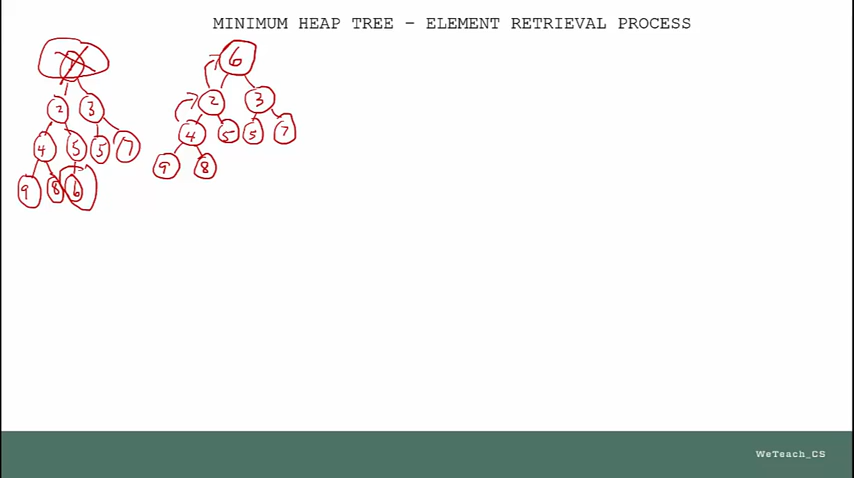 MINIMUM HEAP TREE - ELEMENT RETRIEVAL PROCESS
1 6
2 3 2 3
4 5 5 7 4 5 5 7
9 8 6 9 8
WeTeach_CS